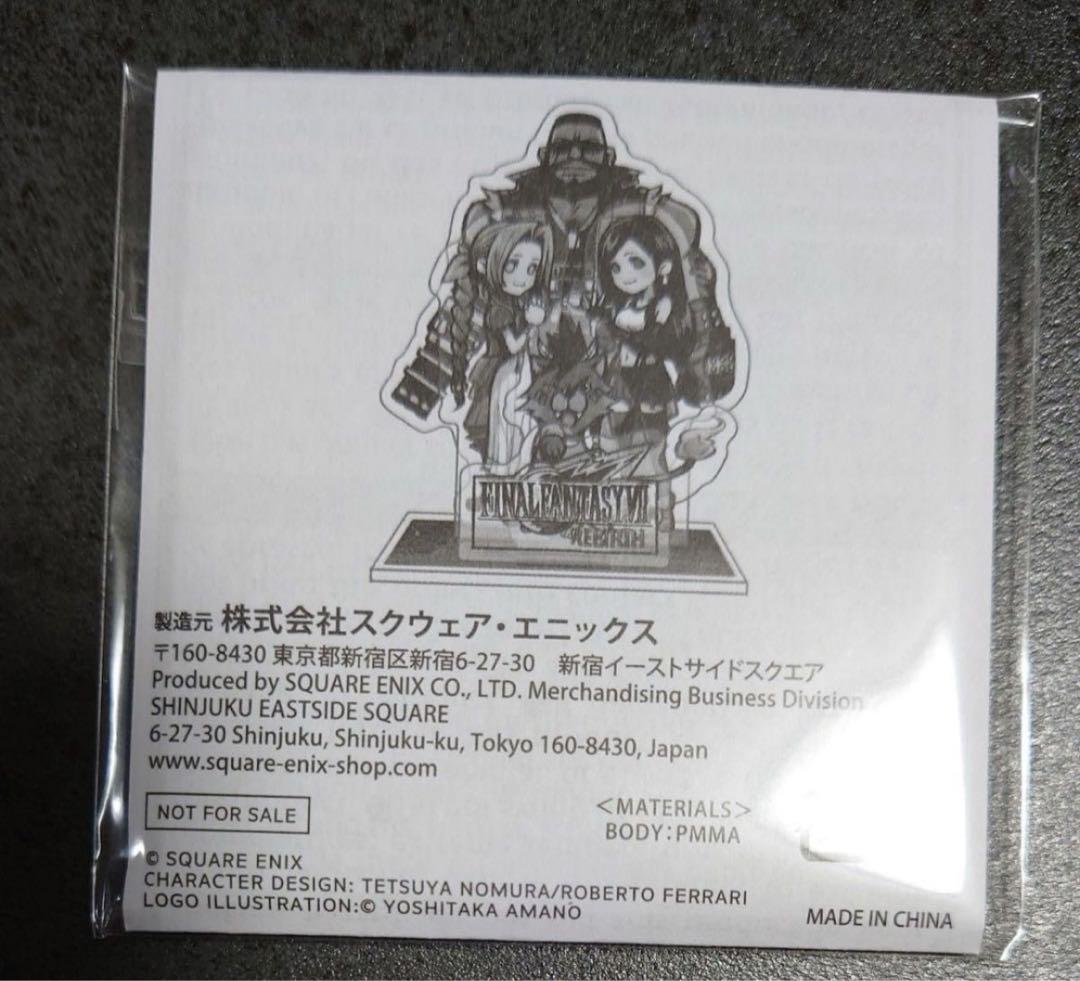 FINAL FANTASY VII
REBIRTH
製造元 株式会社スクウェア・エニックス
〒160-8430 東京都新宿区新宿6-27-30 新宿イーストサイドスクエア
Produced by SQUARE ENIX CO., LTD. Merchandising Business Division
SHINJUKU EASTSIDE SQUARE
6-27-30 Shinjuku, Shinjuku-ku, Tokyo 160-8430, Japan
www.square-enix-shop.com
NOT FOR SALE
<MATERIALS>
BODY:PMMA
© SQUARE ENIX
CHARACTER DESIGN: TETSUYA NOMURA/ROBERTO FERRARI
LOGO ILLUSTRATION:© YOSHITAKA AMANO
MADE IN CHINA